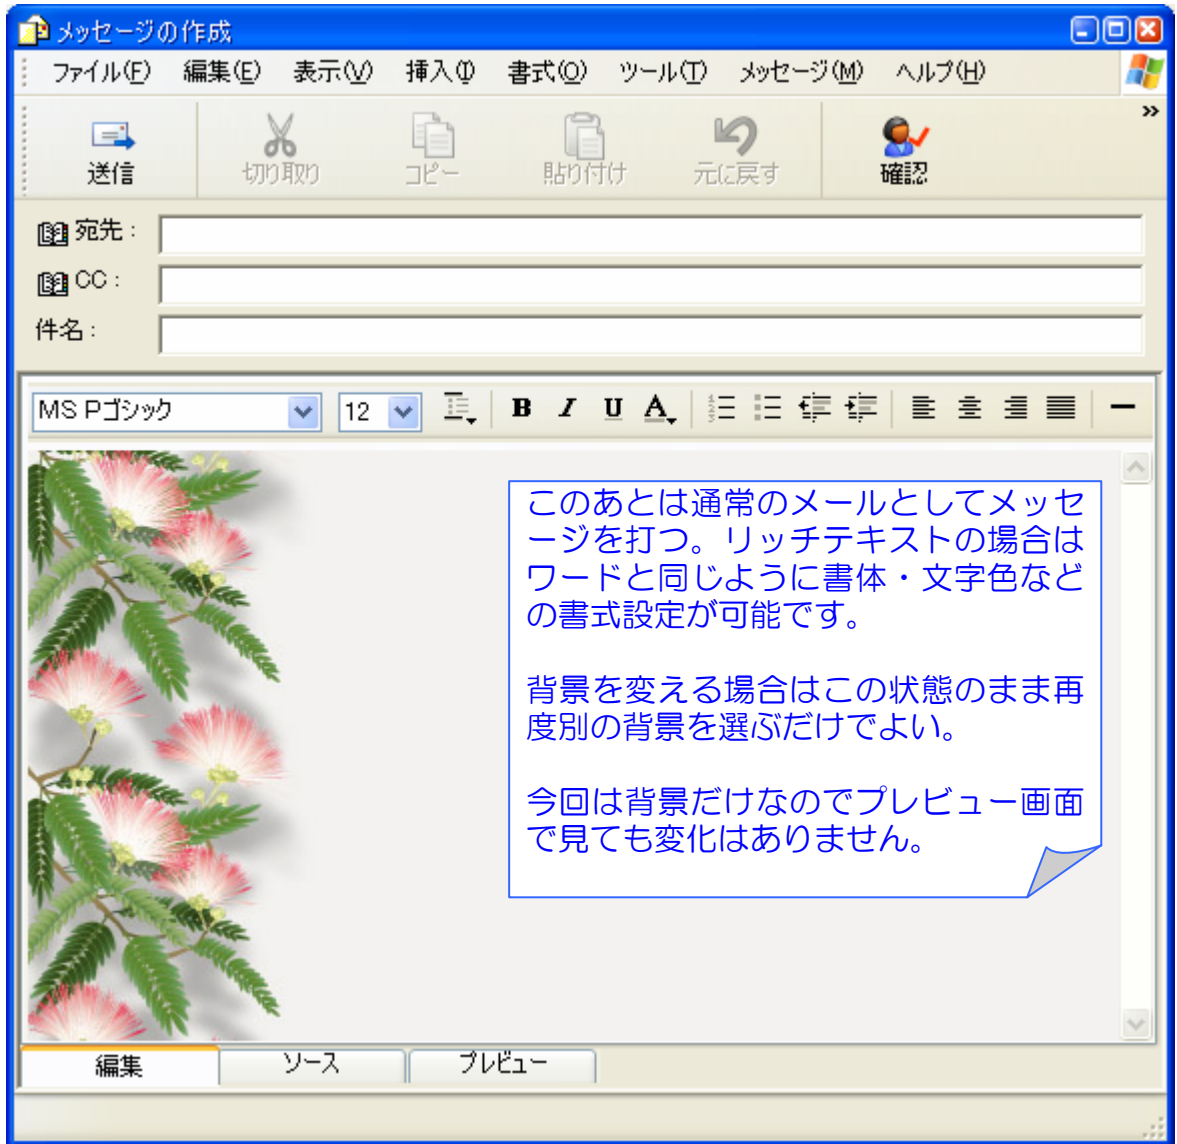 メッセージの作成
ファイル(F) 編集(E) 表示(V) 挿入(I) 書式(O) ツール(T) メッセージ(M) ヘルプ(H)
送信 切り取り コピー 貼り付け 元に戻す 確認
宛先:
CC:
件名:
MS Pゴシック 12 B I U A
このあとは通常のメールとしてメッセ
ージを打つ。リッチテキストの場合は
ワードと同じように書体・文字色など
の書式設定が可能です。
背景を変える場合はこの状態のまま再
度別の背景を選ぶだけでよい。
今回は背景だけなのでプレビュー画面
で見ても変化はありません。
編集 ソース プレビュー